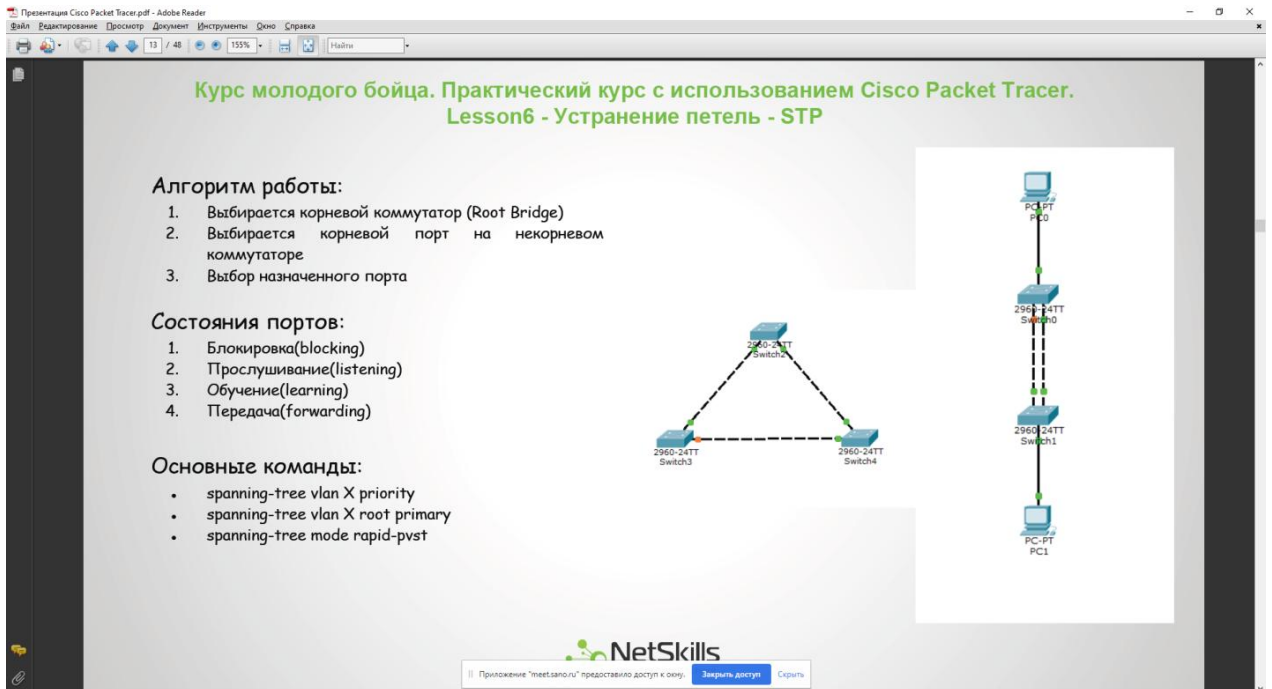 Презентация Cisco Packet Tracer.pdf - Adobe Reader
Файл Редактирование Просмотр Документ Инструменты Окно Справка
13 / 48 155% Найти
Курс молодого бойца. Практический курс с использованием Cisco Packet Tracer.
Lesson6 - Устранение петель - STP
Алгоритм работы:
1. Выбирается корневой коммутатор (Root Bridge)
2. Выбирается корневой порт на некорневом
коммутаторе
3. Выбор назначенного порта
Состояния портов:
1. Блокировка(blocking)
2. Прослушивание(listening)
3. Обучение(learning)
4. Передача(forwarding)
Основные команды:
• spanning-tree vlan X priority
• spanning-tree vlan X root primary
• spanning-tree mode rapid-pvst
2960-24TT
Switch2
2960-24TT
Switch3
2960-24TT
Switch4
PC-PT
PC0
2960-24TT
Switch0
2960-24TT
Switch1
PC-PT
PC1
NetSkills
Приложение "meet.sano.ru" предоставило доступ к окну. Закрыть доступ Скрыть